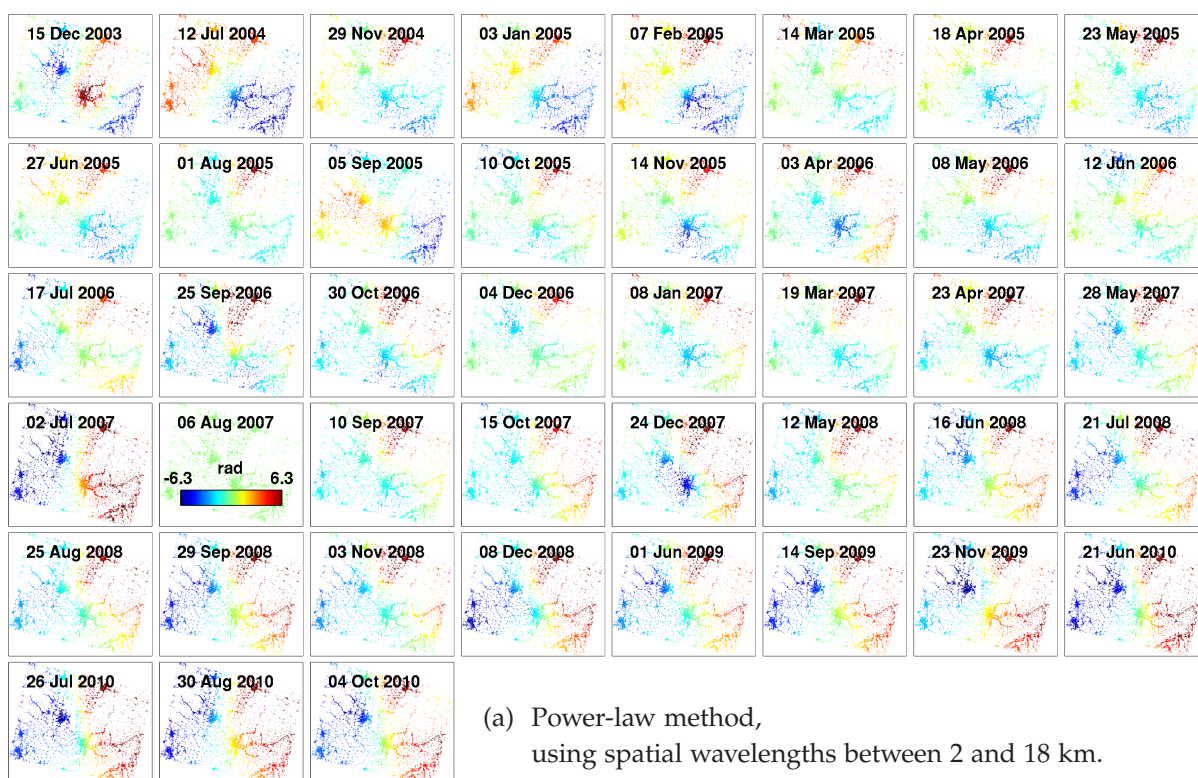 15 Dec 2003
12 Jul 2004
29 Nov 2004
03 Jan 2005
07 Feb 2005
14 Mar 2005
18 Apr 2005
23 May 2005
27 Jun 2005
01 Aug 2005
05 Sep 2005
10 Oct 2005
14 Nov 2005
03 Apr 2006
08 May 2006
12 Jun 2006
17 Jul 2006
25 Sep 2006
30 Oct 2006
04 Dec 2006
08 Jan 2007
19 Mar 2007
23 Apr 2007
28 May 2007
02 Jul 2007
06 Aug 2007
rad
-6.3 6.3
10 Sep 2007
15 Oct 2007
24 Dec 2007
12 May 2008
16 Jun 2008
21 Jul 2008
25 Aug 2008
29 Sep 2008
03 Nov 2008
08 Dec 2008
01 Jun 2009
14 Sep 2009
23 Nov 2009
21 Jun 2010
26 Jul 2010
30 Aug 2010
04 Oct 2010
(a) Power-law method,
using spatial wavelengths between 2 and 18 km.